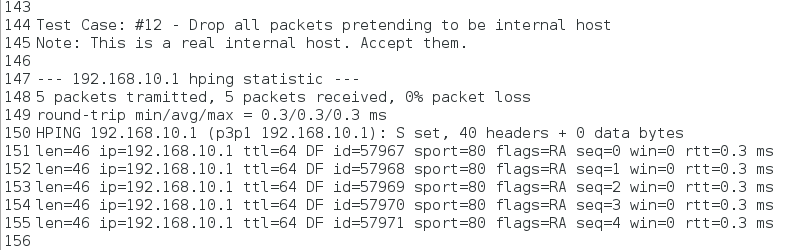 143
144 Test Case: #12 - Drop all packets pretending to be internal host
145 Note: This is a real internal host. Accept them.
146
147 --- 192.168.10.1 hping statistic ---
148 5 packets tramitted, 5 packets received, 0% packet loss
149 round-trip min/avg/max = 0.3/0.3/0.3 ms
150 HPING 192.168.10.1 (p3p1 192.168.10.1): S set, 40 headers + 0 data bytes
151 len=46 ip=192.168.10.1 ttl=64 DF id=57967 sport=80 flags=RA seq=0 win=0 rtt=0.3 ms
152 len=46 ip=192.168.10.1 ttl=64 DF id=57968 sport=80 flags=RA seq=1 win=0 rtt=0.3 ms
153 len=46 ip=192.168.10.1 ttl=64 DF id=57969 sport=80 flags=RA seq=2 win=0 rtt=0.3 ms
154 len=46 ip=192.168.10.1 ttl=64 DF id=57970 sport=80 flags=RA seq=3 win=0 rtt=0.3 ms
155 len=46 ip=192.168.10.1 ttl=64 DF id=57971 sport=80 flags=RA seq=4 win=0 rtt=0.3 ms
156